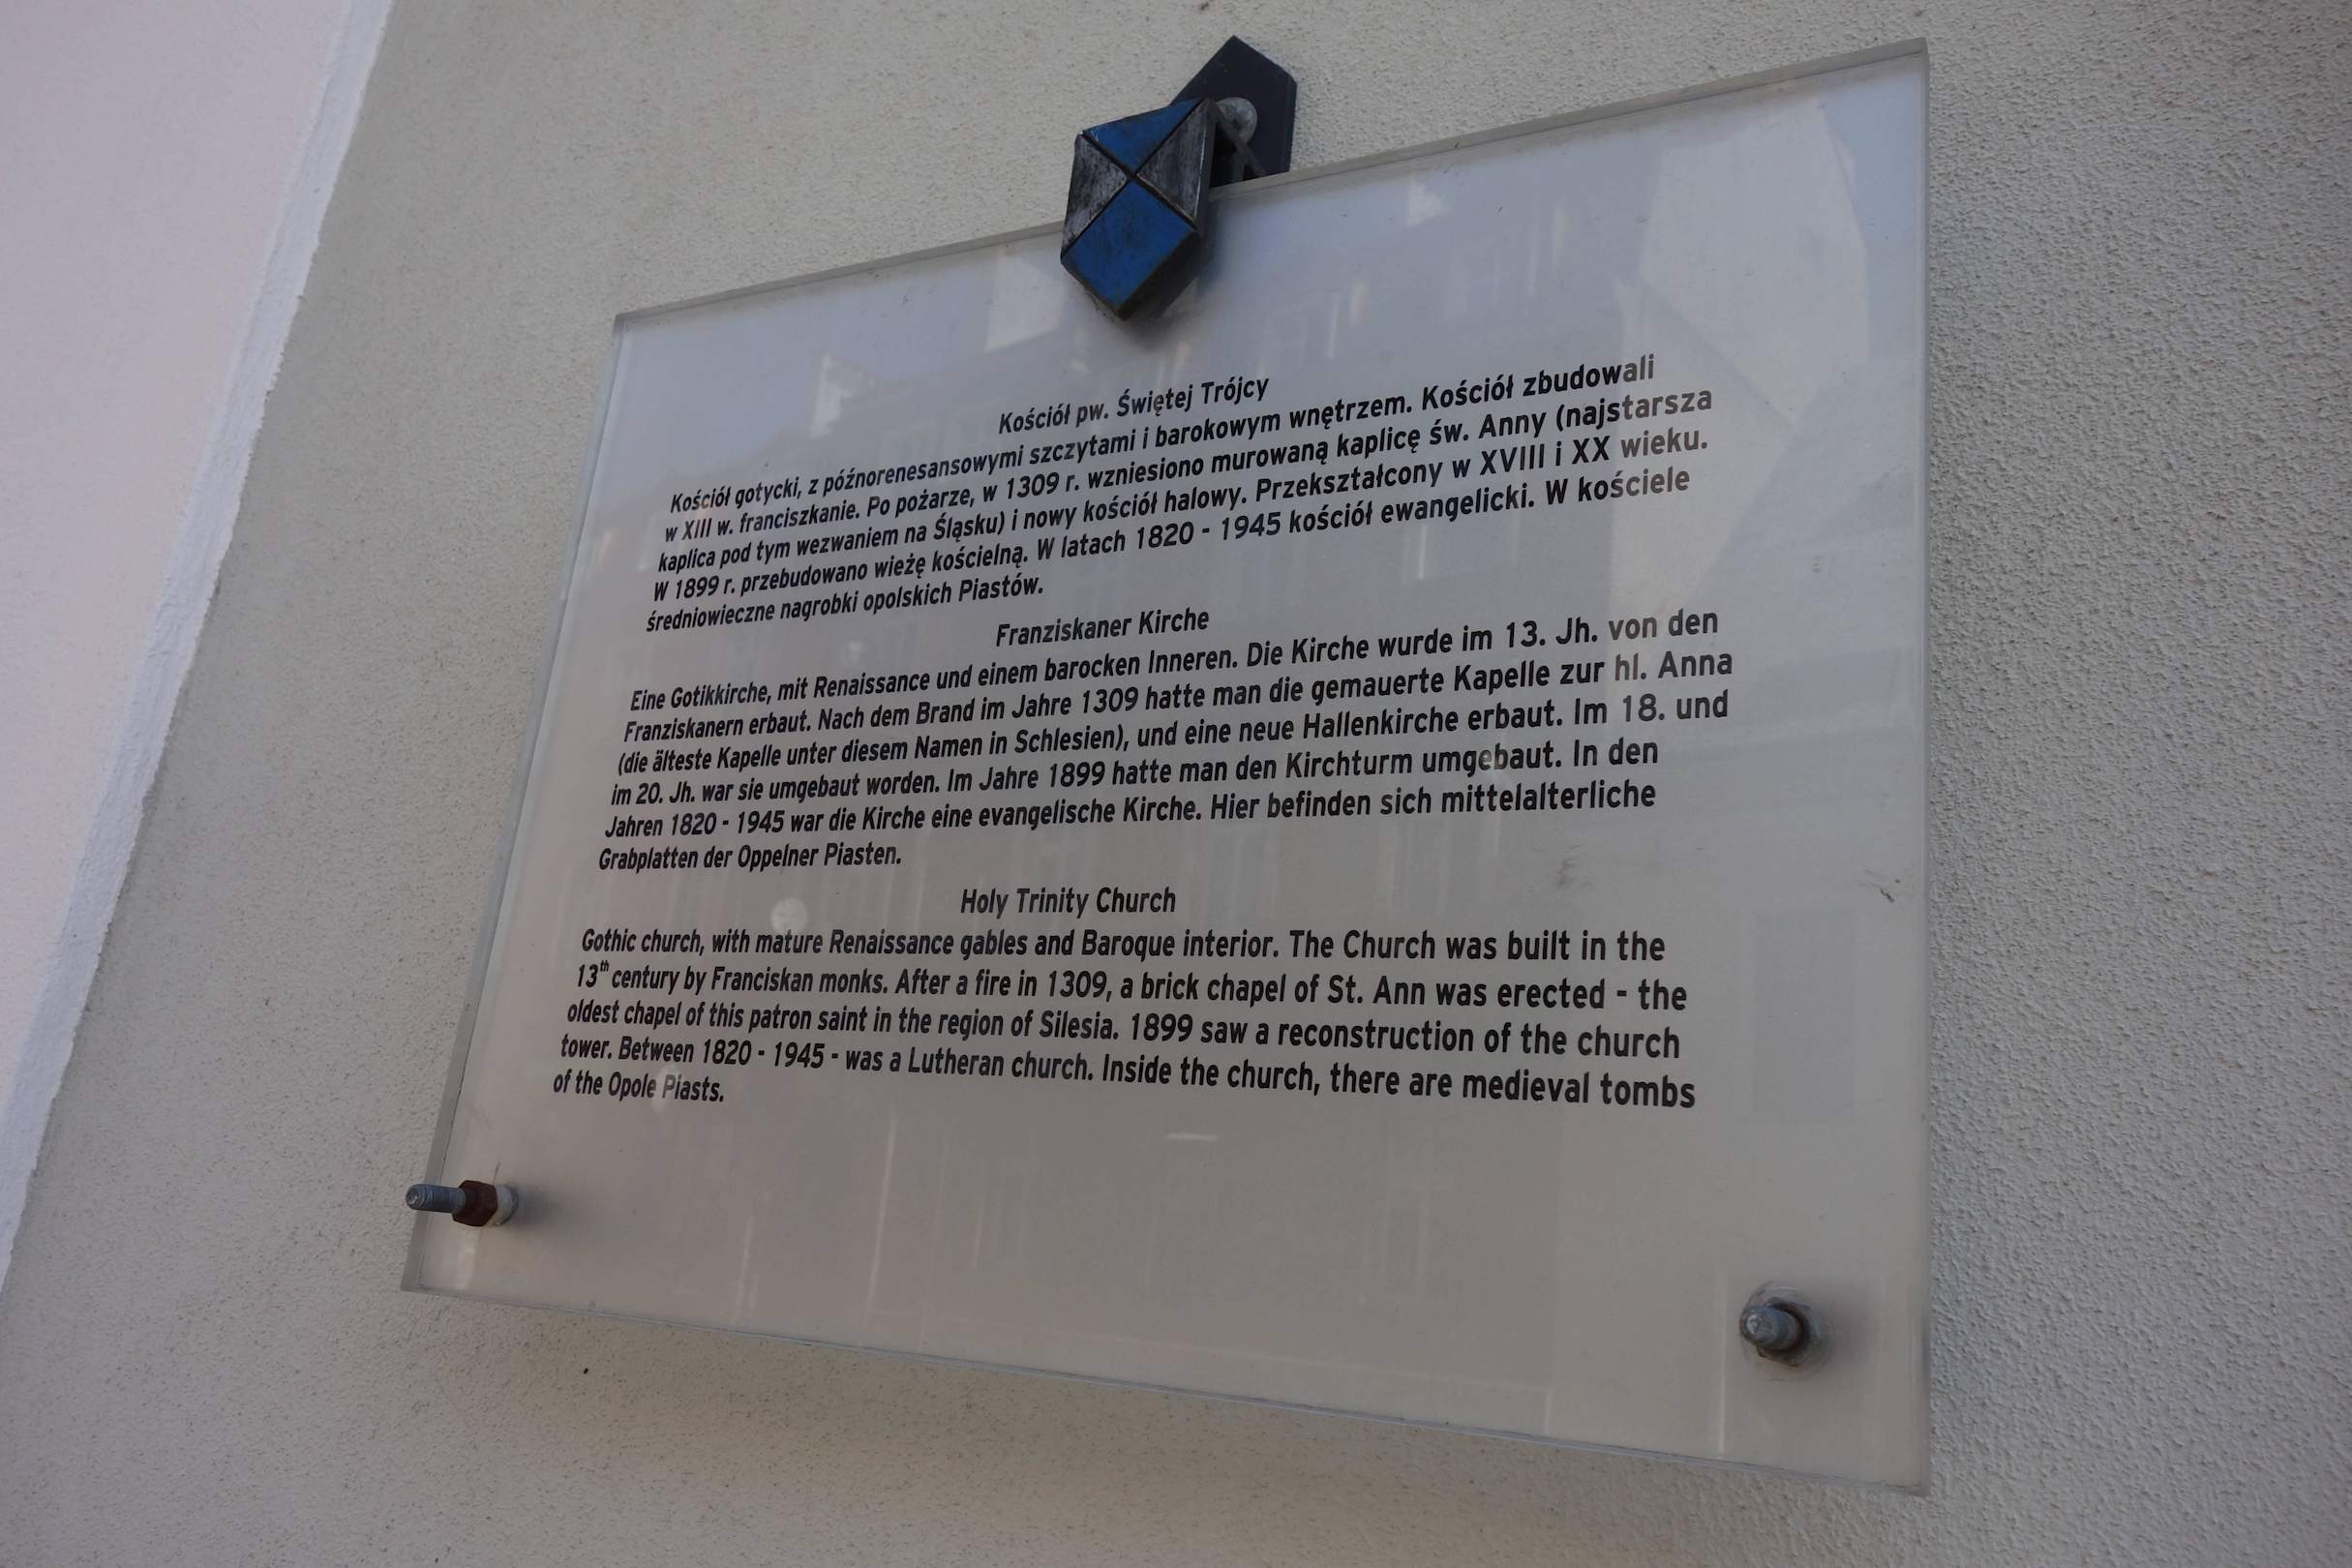 Kościół pw. Świętej Trójcy
Kościół gotycki, z późnorenesansowymi szczytami i barokowym wnętrzem. Kościół zbudowali
w XIII w. franciszkanie. Po pożarze, w 1309 r. wzniesiono murowaną kaplicę św. Anny (najstarsza
kaplica pod tym wezwaniem na Śląsku) i nowy kościół halowy. Przekształcony w XVIII i XX wieku.
W 1899 r. przebudowano wieżę kościelną. W latach 1820 - 1945 kościół ewangelicki. W kościele
średniowieczne nagrobki opolskich Piastów.
Franziskaner Kirche
Eine Gotikkirche, mit Renaissance und einem barocken Inneren. Die Kirche wurde im 13. Jh. von den
Franziskanern erbaut. Nach dem Brand im Jahre 1309 hatte man die gemauerte Kapelle zur hl. Anna
(die älteste Kapelle unter diesem Namen in Schlesien), und eine neue Hallenkirche erbaut. Im 18. und
im 20. Jh. war sie umgebaut worden. Im Jahre 1899 hatte man den Kirchturm umgebaut. In den
Jahren 1820 - 1945 war die Kirche eine evangelische Kirche. Hier befinden sich mittelalterliche
Grabplatten der Oppelner Piasten.
Holy Trinity Church
Gothic church, with mature Renaissance gables and Baroque interior. The Church was built in the
13th century by Franciskan monks. After a fire in 1309, a brick chapel of St. Ann was erected - the
oldest chapel of this patron saint in the region of Silesia. 1899 saw a reconstruction of the church
tower. Between 1820 - 1945 - was a Lutheran church. Inside the church, there are medieval tombs
of the Opole Piasts.